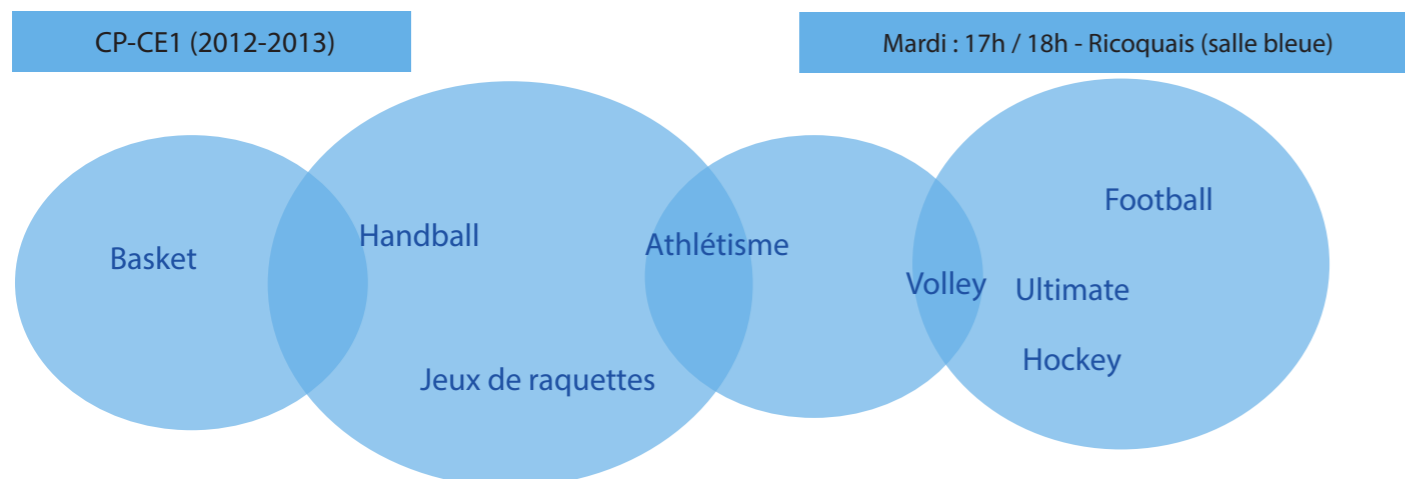 CP-CE1 (2012-2013)
Mardi : 17h / 18h - Ricoquais (salle bleue)
Basket
Handball
Jeux de raquettes
Athlétisme
Volley
Football
Ultimate
Hockey